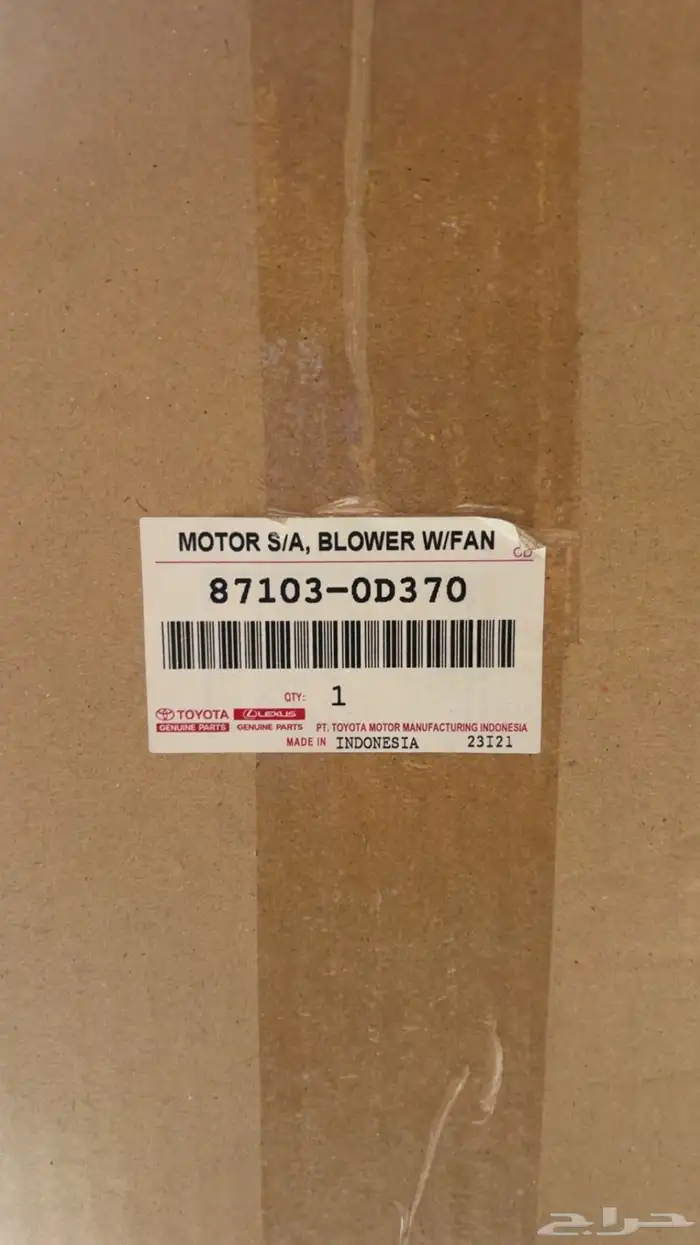 MOTOR S/A, BLOWER W/FAN
CD
87103-0D370
QTY: 1
TOYOTA LEXUS
GENUINE PARTS GENUINE PARTS PT. TOYOTA MOTOR MANUFACTURING INDONESIA
MADE IN INDONESIA 23I21
حراج